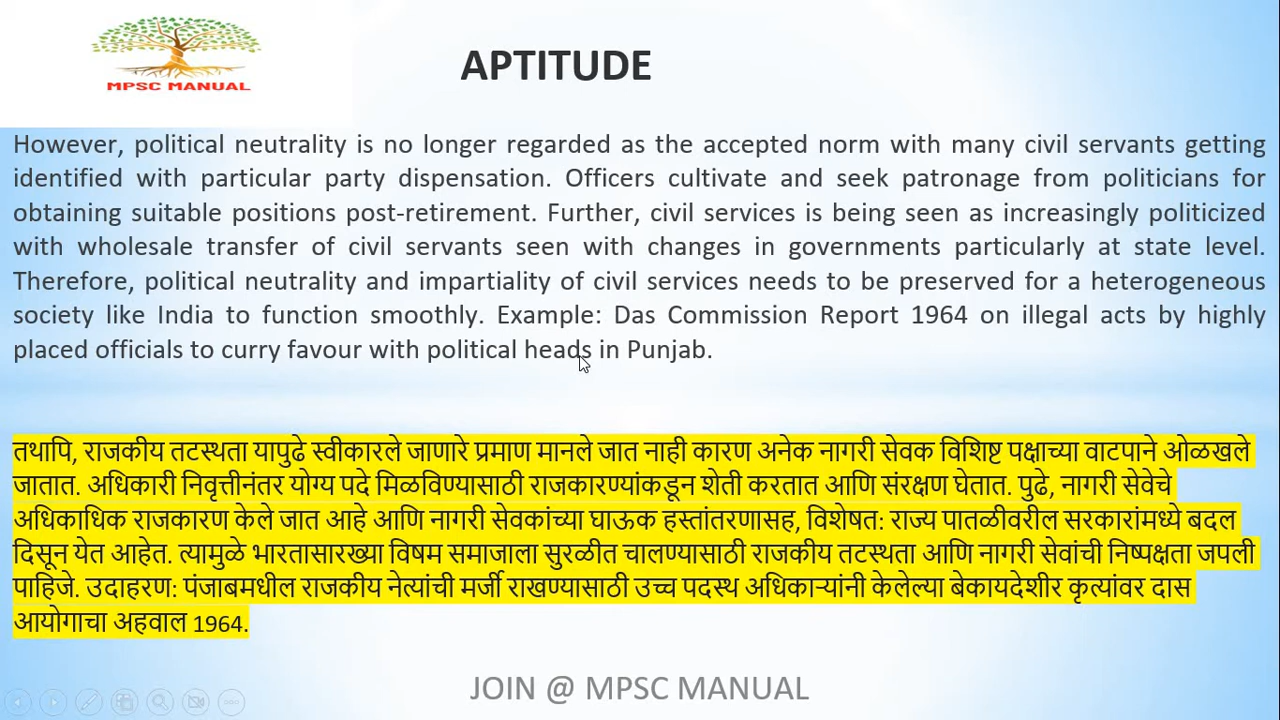 MPSC MANUAL
APTITUDE
However, political neutrality is no longer regarded as the accepted norm with many civil servants getting
identified with particular party dispensation. Officers cultivate and seek patronage from politicians for
obtaining suitable positions post-retirement. Further, civil services is being seen as increasingly politicized
with wholesale transfer of civil servants seen with changes in governments particularly at state level.
Therefore, political neutrality and impartiality of civil services needs to be preserved for a heterogeneous
society like India to function smoothly. Example: Das Commission Report 1964 on illegal acts by highly
placed officials to curry favour with political heads in Punjab.
तथापि, राजकीय तटस्थता यापुढे स्वीकारले जाणारे प्रमाण मानले जात नाही कारण अनेक नागरी सेवक विशिष्ट पक्षाच्या वाटपाने ओळखले
जातात. अधिकारी निवृत्तीनंतर योग्य पदे मिळविण्यासाठी राजकारण्यांकडून शेती करतात आणि संरक्षण घेतात. पुढे, नागरी सेवेचे
अधिकाधिक राजकारण केले जात आहे आणि नागरी सेवकांच्या घाऊक हस्तांतरणासह, विशेषत: राज्य पातळीवरील सरकारांमध्ये बदल
दिसून येत आहेत. त्यामुळे भारतासारख्या विषम समाजाला सुरळीत चालण्यासाठी राजकीय तटस्थता आणि नागरी सेवांची निष्पक्षता जपली
पाहिजे. उदाहरण: पंजाबमधील राजकीय नेत्यांची मर्जी राखण्यासाठी उच्च पदस्थ अधिकाऱ्यांनी केलेल्या बेकायदेशीर कृत्यांवर दास
आयोगाचा अहवाल 1964.
JOIN @ MPSC MANUAL